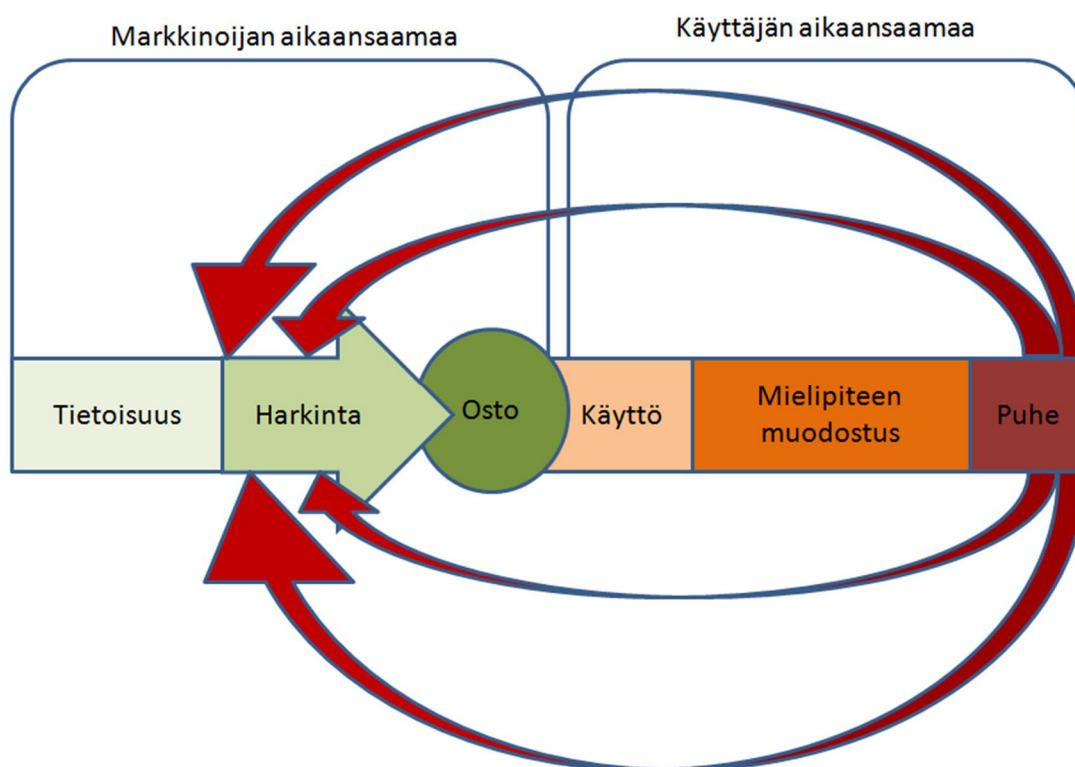 Markkinoijan aikaansaamaa
Käyttäjän aikaansaamaa
Tietoisuus
Harkinta
Osto
Käyttö
Mielipiteen
muodostus
Puhe